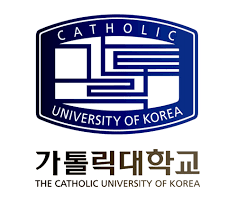 CATHOLIC
UNIVERSITY OF KOREA
가톨릭대학교
THE CATHOLIC UNIVERSITY OF KOREA